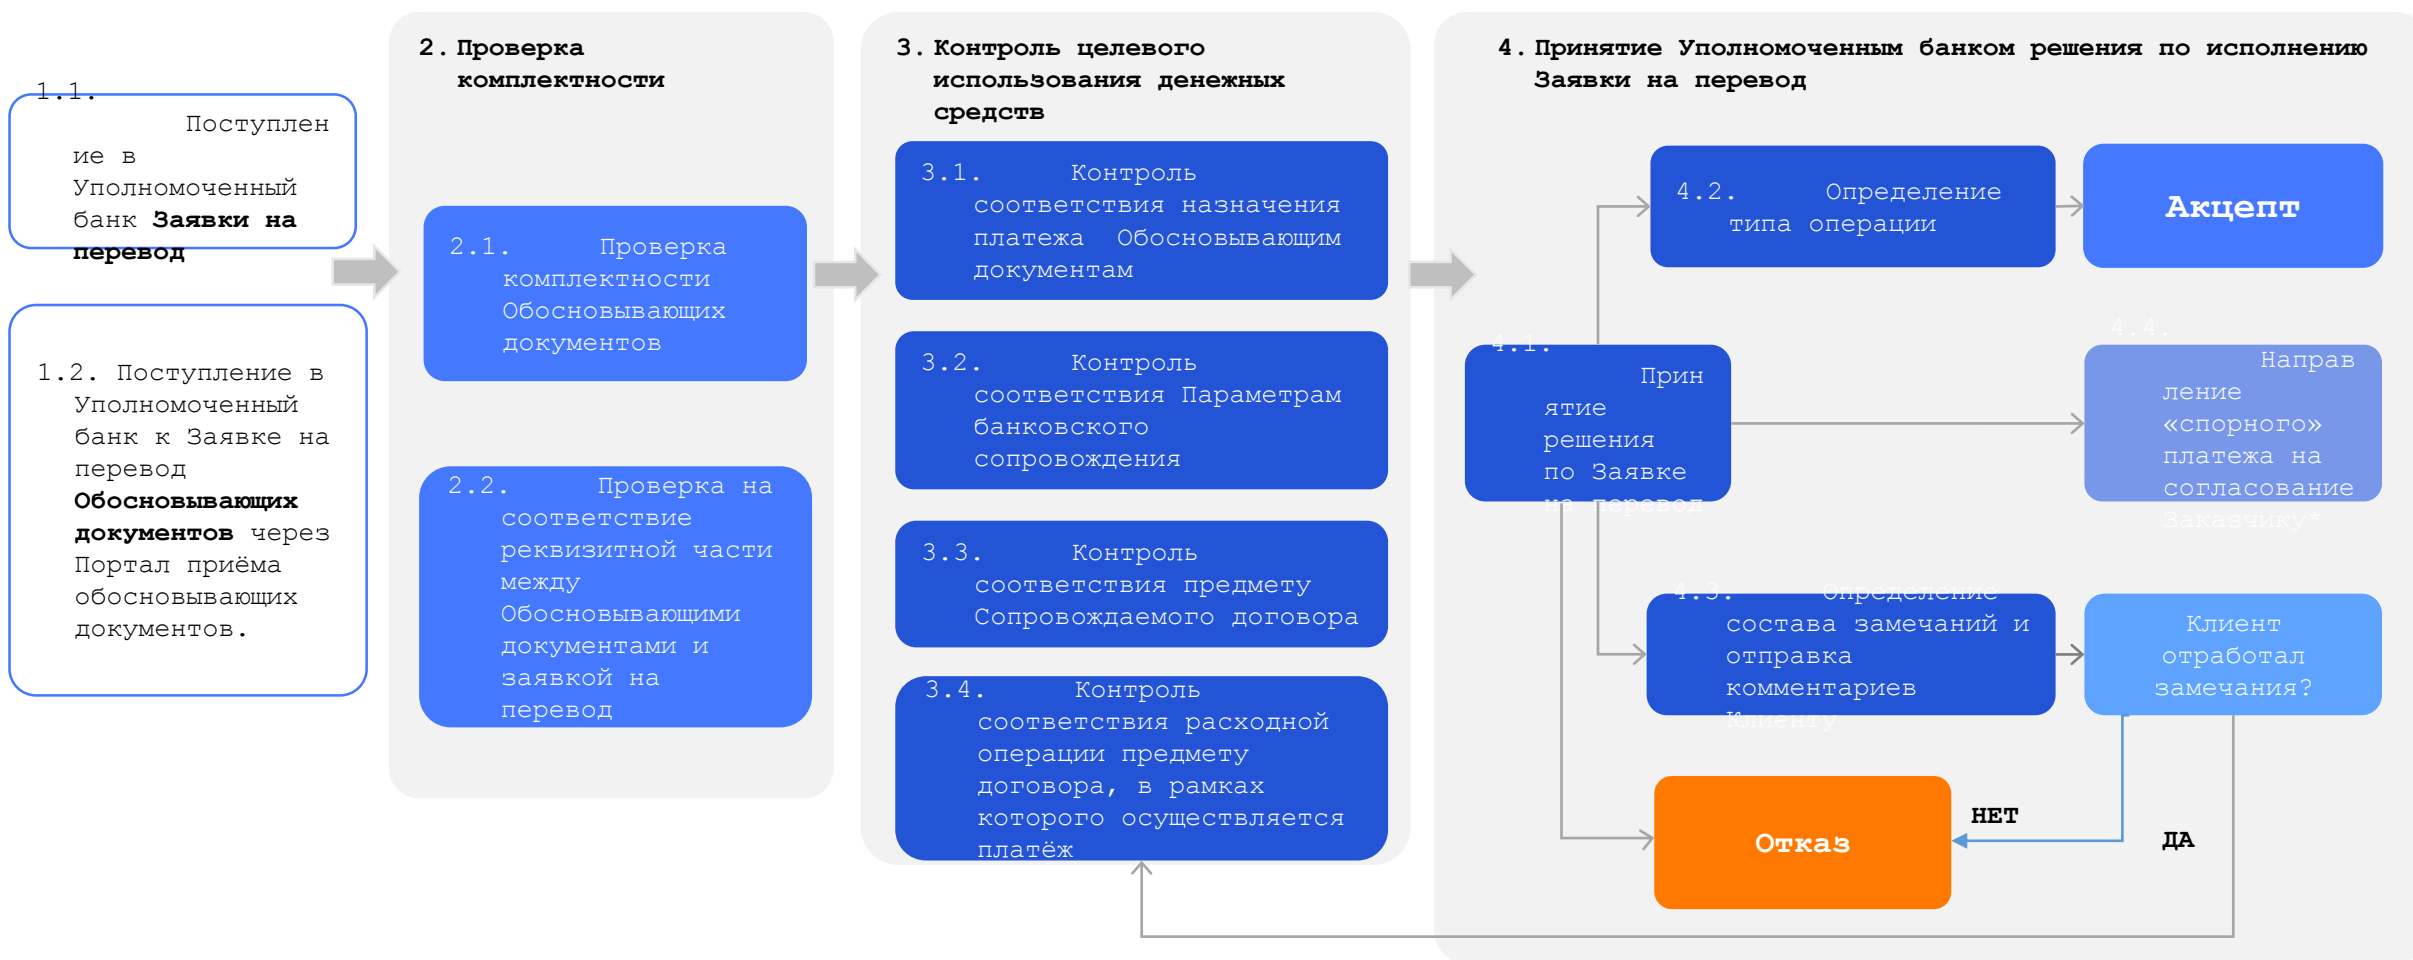 1.1.
Поступлен
ие в
Уполномоченный
банк Заявки на
перевод
1.2. Поступление в
Уполномоченный
банк к Заявке на
перевод
Обосновывающих
документов через
Портал приёма
обосновывающих
документов.
2. Проверка
комплектности
2.1. Проверка
комплектности
Обосновывающих
документов
2.2. Проверка на
соответствие
реквизитной части
между
Обосновывающими
документами и
заявкой на
перевод
3. Контроль целевого
использования денежных
средств
3.1. Контроль
соответствия назначения
платежа Обосновывающим
документам
3.2. Контроль
соответствия Параметрам
банковского
сопровождения
3.3. Контроль
соответствия предмету
Сопровождаемого договора
3.4. Контроль
соответствия расходной
операции предмету
договора, в рамках
которого осуществляется
платёж
4. Принятие Уполномоченным банком решения по исполнению
Заявки на перевод
4.1.
Прин
ятие
решения
по Заявке
на перевод
4.2. Определение
типа операции
Акцепт
4.4.
Направ
ление
«спорного»
платежа на
согласование
Заказчику*
4.3. Определение
состава замечаний и
отправка
комментариев
Клиенту
Клиент
отработал
замечания?
НЕТ
ДА
Отказ